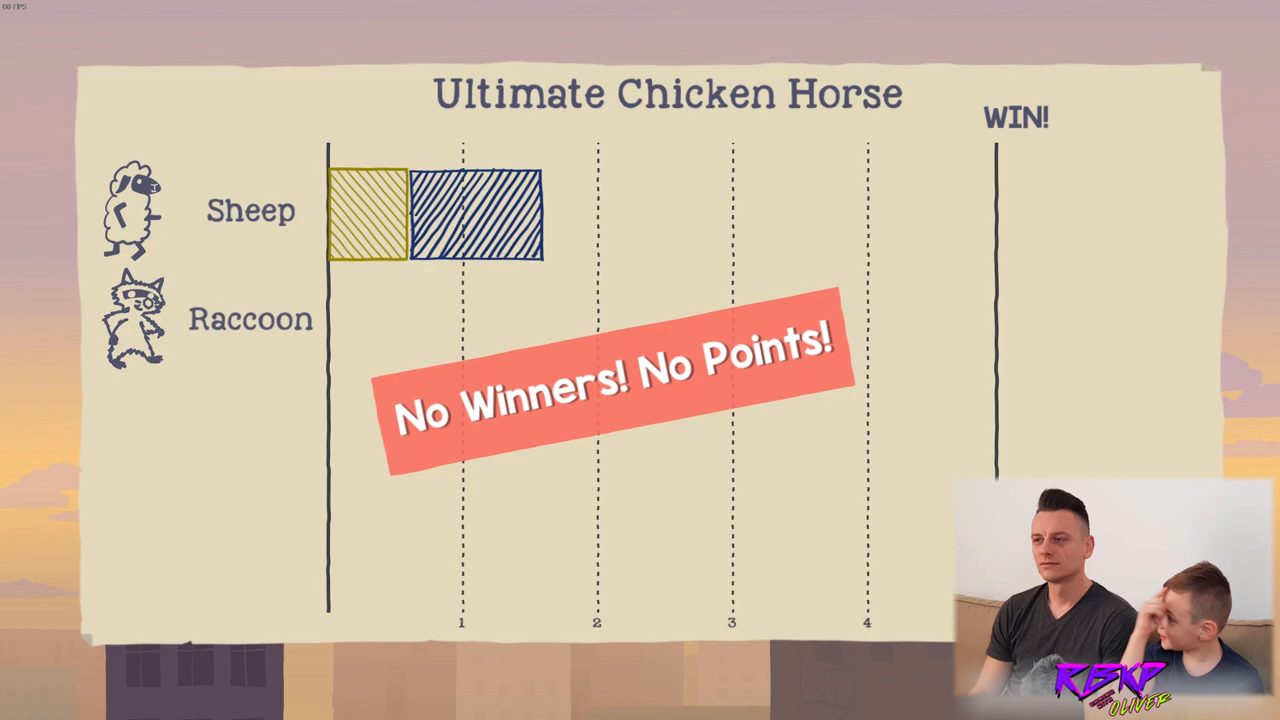 60 FPS
Ultimate Chicken Horse
WIN!
Sheep
Raccoon
No Winners! No Points!
1 2 3 4
RBKP
OLIVER